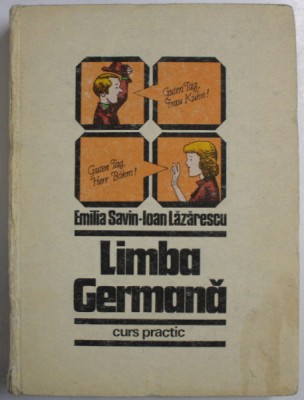 Guten Tag,
Frau Kuhn!
Guten Tag,
Herr Böhm!
Emilia Savin-Ioan Lăzărescu
Limba
Germană
curs practic